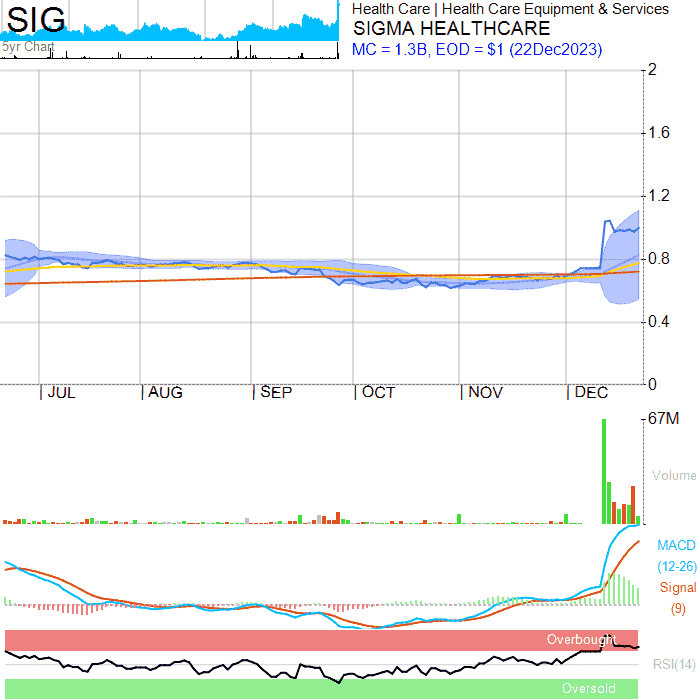 SIG
5yr Chart
Health Care | Health Care Equipment & Services
SIGMA HEALTHCARE
MC = 1.3B, EOD = $1 (22Dec2023)
2
1.6
1.2
0.8
0.4
0
JUL
AUG
SEP
OCT
NOV
DEC
67M
Volume
MACD
(12-26)
Signal
(9)
Overbought
RSI(14)
Oversold